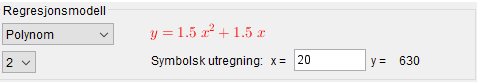 Regresjonsmodell
Polynom
y = 1.5 x² + 1.5 x
2
Symbolsk utregning: x = 20 y = 630